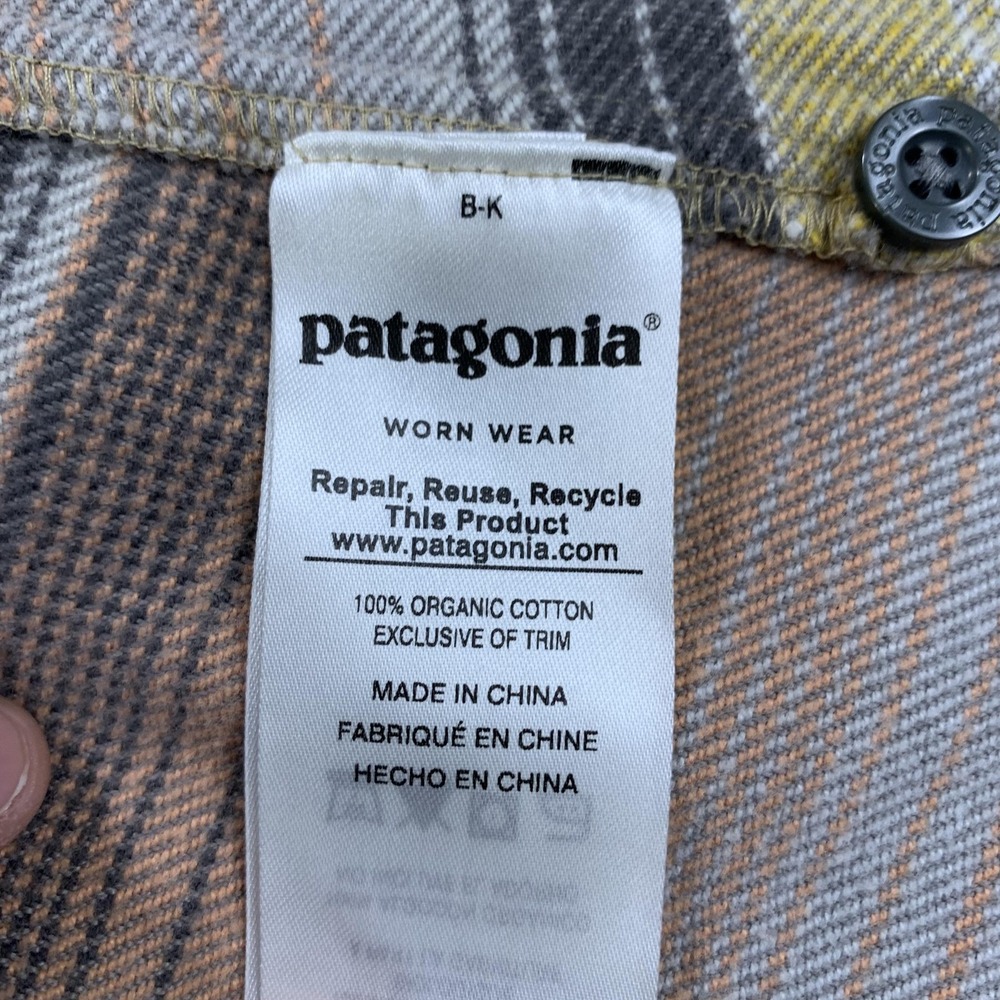 B-K
patagonia®
WORN WEAR
Repair, Reuse, Recycle
This Product
www.patagonia.com
100% ORGANIC COTTON
EXCLUSIVE OF TRIM
MADE IN CHINA
FABRIQUÉ EN CHINE
HECHO EN CHINA
patagonia patagonia